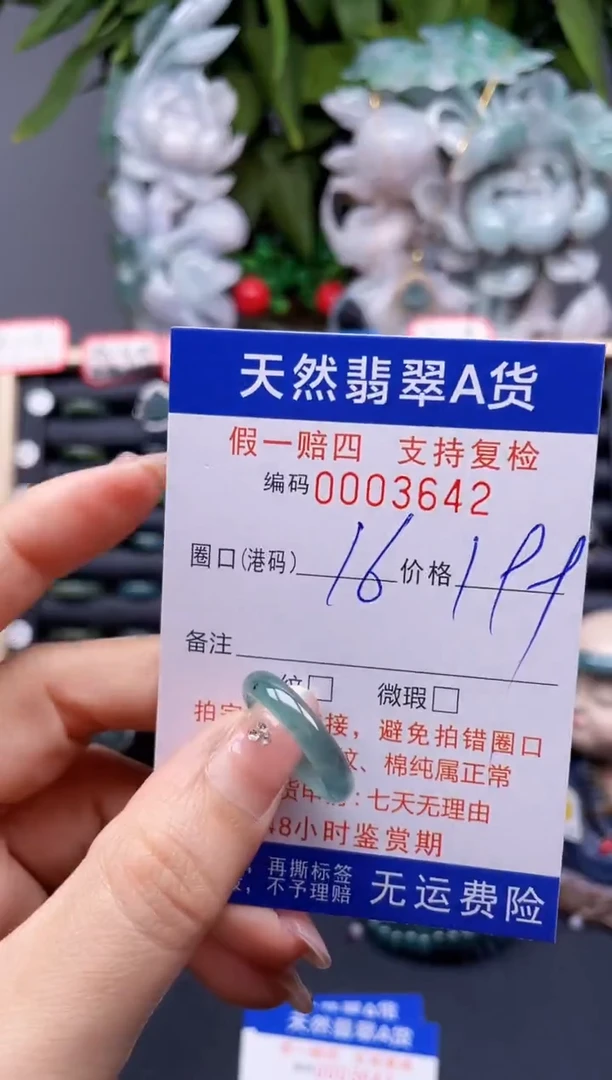 天然翡翠A货
假一赔四 支持复检
编码0003642
圈口(港码) 16 价格 199
备注
纹□ 微瑕□
拍 接，避免拍错圈口
纹、棉纯属正常
货 ：七天无理由
48小时鉴赏期
，再撕标签
，不予理赔
无运费险
天然翡翠A货